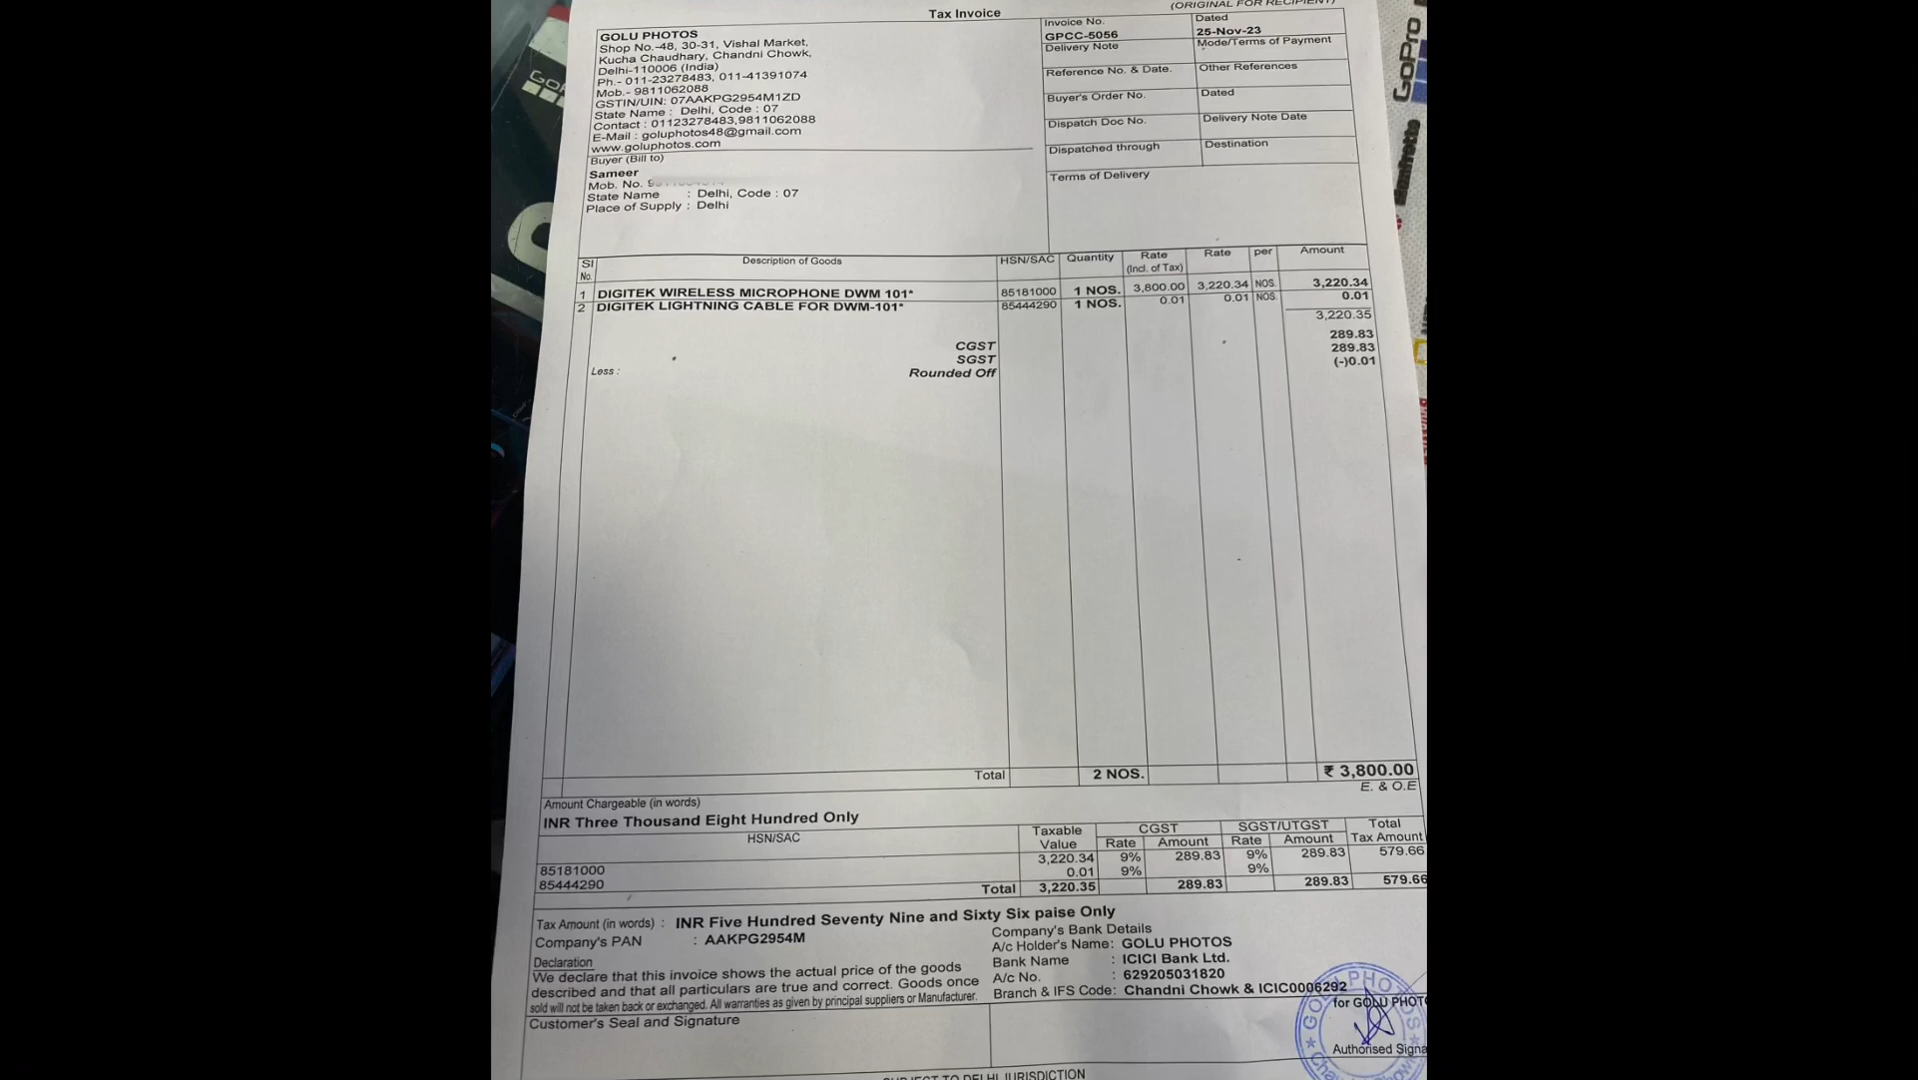 Tax Invoice
(ORIGINAL FOR RECIPIENT)
GOLU PHOTOS
Shop No.-48, 30-31, Vishal Market,
Kucha Chaudhary, Chandni Chowk,
Delhi-110006 (India)
Ph.- 011-23278483, 011-41391074
Mob.- 9811062088
GSTIN/UIN: 07AAKPG2954M1ZD
State Name : Delhi, Code : 07
Contact : 01123278483,9811062088
E-Mail : goluphotos48@gmail.com
www.goluphotos.com
Buyer (Bill to)
Sameer
Mob. No.
State Name : Delhi, Code : 07
Place of Supply : Delhi
Invoice No. Dated
GPCC-5056 25-Nov-23
Delivery Note Mode/Terms of Payment
Reference No. & Date. Other References
Buyer's Order No. Dated
Dispatch Doc No. Delivery Note Date
Dispatched through Destination
Terms of Delivery
Sl No. Description of Goods HSN/SAC Quantity Rate (Incl. of Tax) Rate per Amount
1 DIGITEK WIRELESS MICROPHONE DWM 101* 85181000 1 NOS. 3,800.00 3,220.34 NOS. 3,220.34
2 DIGITEK LIGHTNING CABLE FOR DWM-101* 85444290 1 NOS. 0.01 0.01 NOS. 0.01
3,220.35
CGST 289.83
SGST 289.83
Less : Rounded Off (-)0.01
Total 2 NOS. ₹ 3,800.00
E. & O.E
Amount Chargeable (in words)
INR Three Thousand Eight Hundred Only
HSN/SAC Taxable Value CGST Rate Amount SGST/UTGST Rate Amount Total Tax Amount
85181000 3,220.34 9% 289.83 9% 289.83 579.66
85444290 0.01 9% 9%
Total 3,220.35 289.83 289.83 579.66
Tax Amount (in words) : INR Five Hundred Seventy Nine and Sixty Six paise Only
Company's PAN : AAKPG2954M
Declaration
We declare that this invoice shows the actual price of the goods
described and that all particulars are true and correct. Goods once
sold will not be taken back or exchanged. All warranties as given by principal suppliers or Manufacturer.
Company's Bank Details
A/c Holder's Name: GOLU PHOTOS
Bank Name : ICICI Bank Ltd.
A/c No. : 629205031820
Branch & IFS Code: Chandni Chowk & ICIC0006292
Customer's Seal and Signature
for GOLU PHOT
Authorised Signa
GOLU PHOTOS
SUBJECT TO DELHI JURISDICTION
GoPro